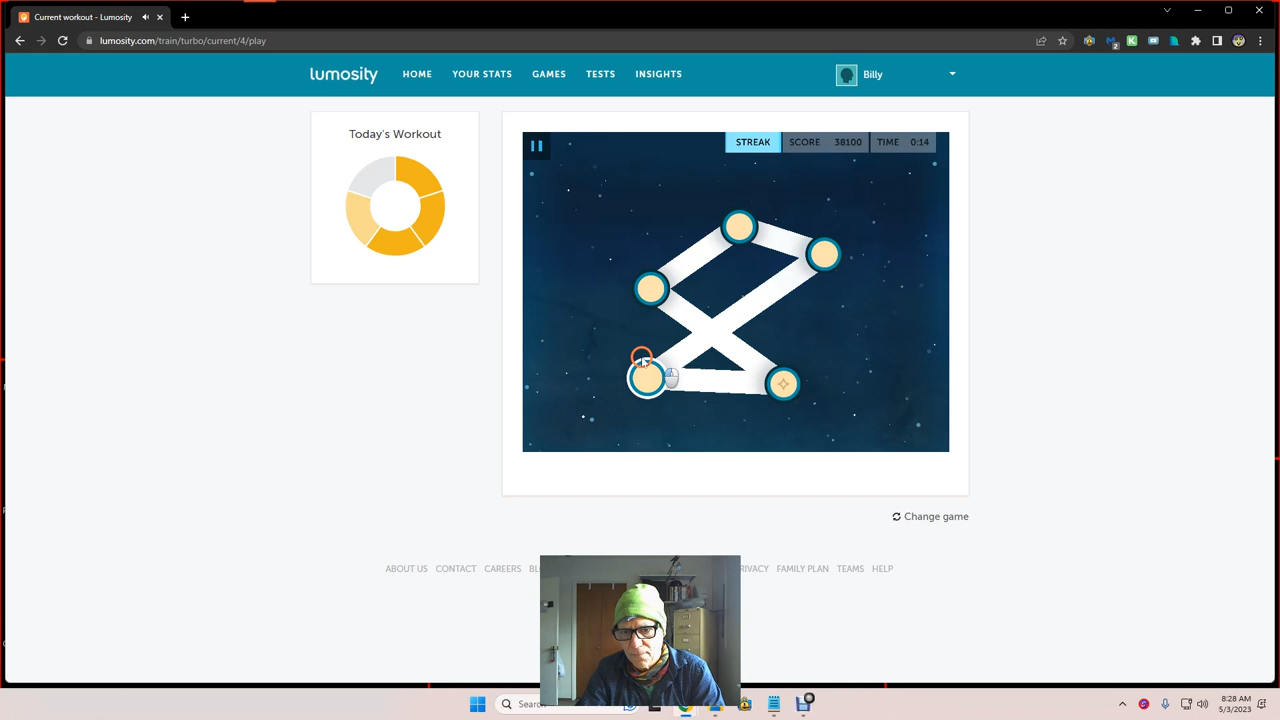 Current workout - Lumosity
lumosity.com/train/turbo/current/4/play
2
lumosity
HOME
YOUR STATS
GAMES
TESTS
INSIGHTS
Billy
Today's Workout
STREAK
SCORE 38100
TIME 0:14
Change game
ABOUT US
CONTACT
CAREERS
FAMILY PLAN
TEAMS
HELP
8:28 AM
5/3/2023